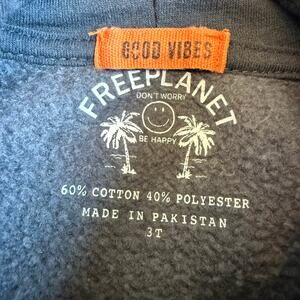 GOOD VIBES
FREEPLANET
DON'T WORRY
BE HAPPY
60% COTTON 40% POLYESTER
MADE IN PAKISTAN
3T